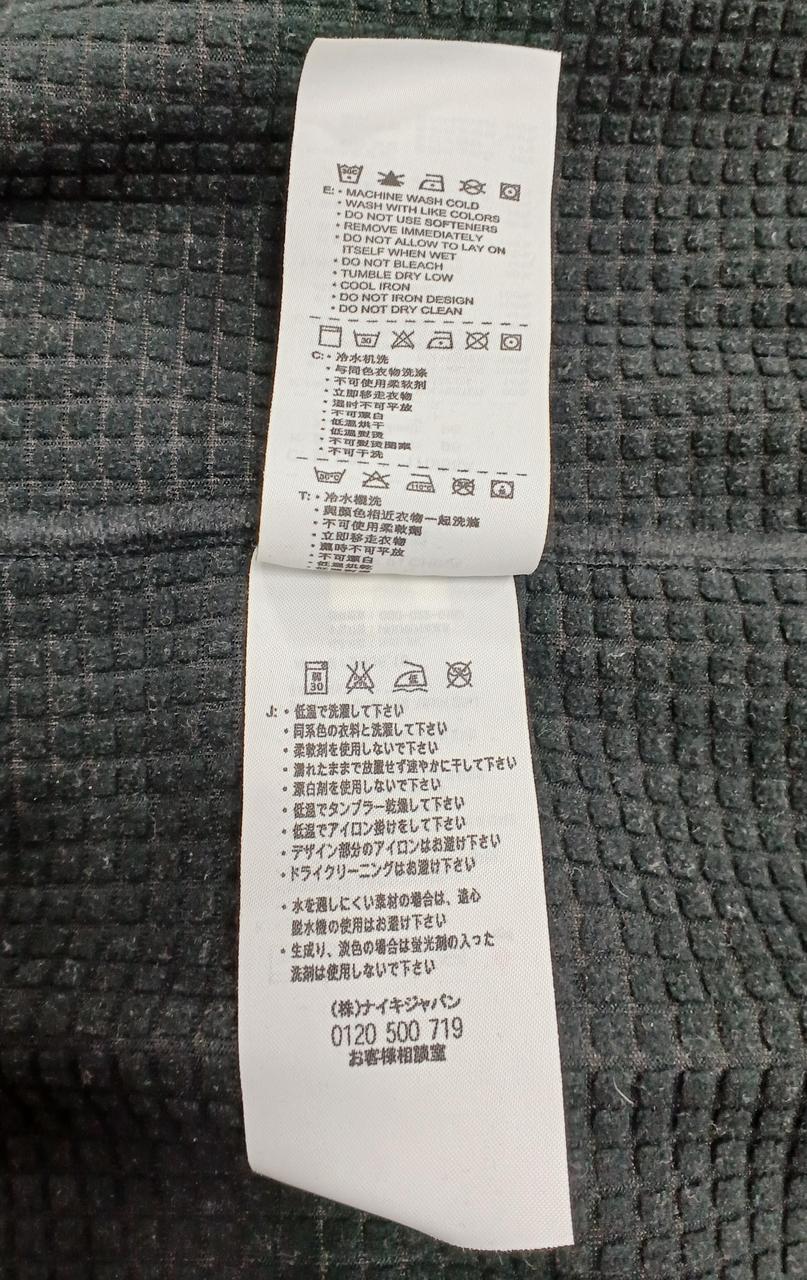 30C
E: • MACHINE WASH COLD
• WASH WITH LIKE COLORS
• DO NOT USE SOFTENERS
• REMOVE IMMEDIATELY
• DO NOT ALLOW TO LAY ON
ITSELF WHEN WET
• DO NOT BLEACH
• TUMBLE DRY LOW
• COOL IRON
• DO NOT IRON DESIGN
• DO NOT DRY CLEAN
30
C: • 冷水机洗
• 与同色衣物洗涤
• 不可使用柔软剂
• 立即移走衣物
• 湿时不可平放
• 不可漂白
• 低温烘干
• 低温熨烫
• 不可熨烫图案
• 不可干洗
30°C 110°C
T: • 冷水機洗
• 與顏色相近衣物一起洗滌
• 不可使用柔軟劑
• 立即移走衣物
• 濕時不可平放
• 不可漂白
• 低温烘乾
弱 30 低
J: • 低温で洗濯して下さい
• 同系色の衣料と洗濯して下さい
• 柔軟剤を使用しないで下さい
• 濡れたままで放置せず速やかに干して下さい
• 漂白剤を使用しないで下さい
• 低温でタンブラー乾燥して下さい
• 低温でアイロン掛けをして下さい
• デザイン部分のアイロンはお避け下さい
• ドライクリーニングはお避け下さい
• 水を通しにくい素材の場合は、遠心
脱水機の使用はお避け下さい
• 生成り、淡色の場合は蛍光剤の入った
洗剤は使用しないで下さい
(株)ナイキジャパン
0120 500 719
お客様相談室